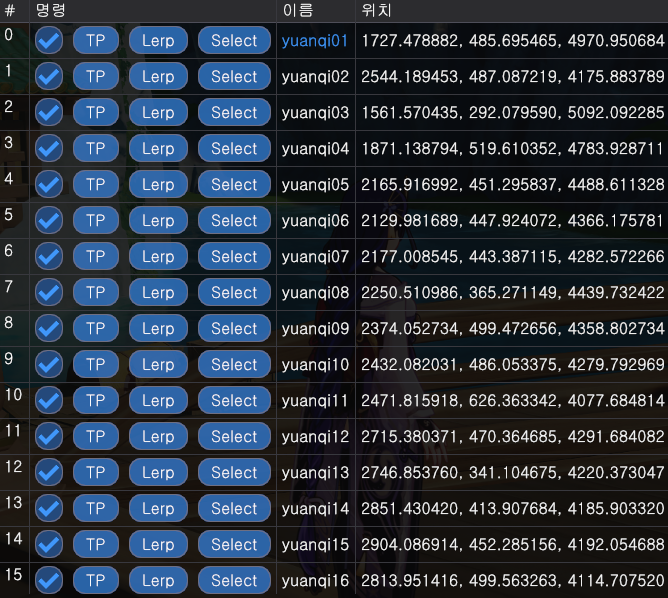 # 명령 이름 위치
0 TP Lerp Select yuanqi01 1727.478882, 485.695465, 4970.950684
1 TP Lerp Select yuanqi02 2544.189453, 487.087219, 4175.883789
2 TP Lerp Select yuanqi03 1561.570435, 292.079590, 5092.092285
3 TP Lerp Select yuanqi04 1871.138794, 519.610352, 4783.928711
4 TP Lerp Select yuanqi05 2165.916992, 451.295837, 4488.611328
5 TP Lerp Select yuanqi06 2129.981689, 447.924072, 4366.175781
6 TP Lerp Select yuanqi07 2177.008545, 443.387115, 4282.572266
7 TP Lerp Select yuanqi08 2250.510986, 365.271149, 4439.732422
8 TP Lerp Select yuanqi09 2374.052734, 499.472656, 4358.802734
9 TP Lerp Select yuanqi10 2432.082031, 486.053375, 4279.792969
10 TP Lerp Select yuanqi11 2471.815918, 626.363342, 4077.684814
11 TP Lerp Select yuanqi12 2715.380371, 470.364685, 4291.684082
12 TP Lerp Select yuanqi13 2746.853760, 341.104675, 4220.373047
13 TP Lerp Select yuanqi14 2851.430420, 413.907684, 4185.903320
14 TP Lerp Select yuanqi15 2904.086914, 452.285156, 4192.054688
15 TP Lerp Select yuanqi16 2813.951416, 499.563263, 4114.707520